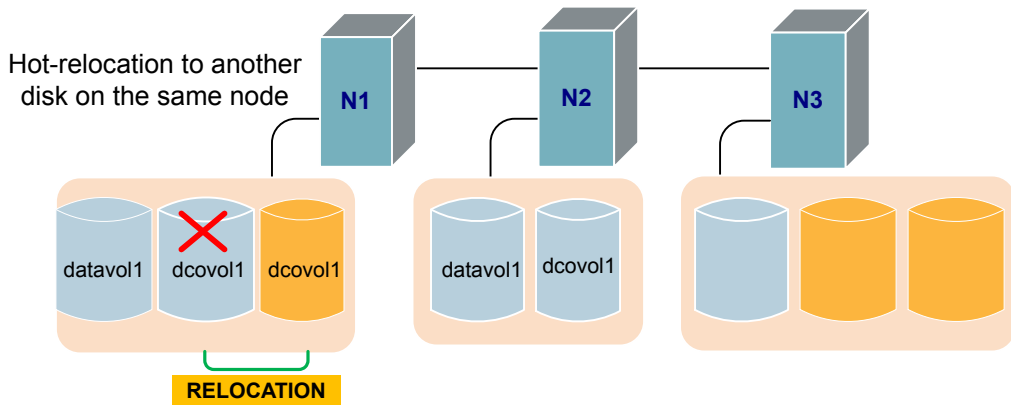 Hot-relocation to another
disk on the same node
N1
N2
N3
datavol1
dcovol1
dcovol1
datavol1
dcovol1
RELOCATION